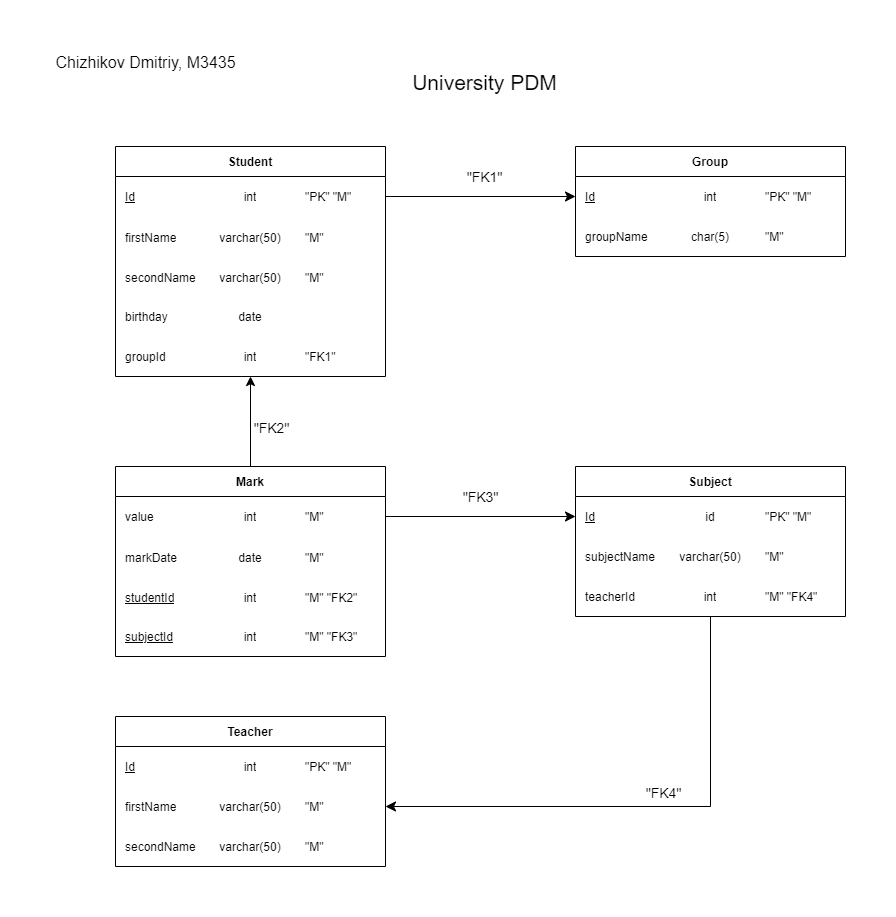 Chizhikov Dmitriy, M3435
University PDM
Student
Id int "PK" "M"
firstName varchar(50) "M"
secondName varchar(50) "M"
birthday date
groupId int "FK1"
"FK1"
Group
Id int "PK" "M"
groupName char(5) "M"
"FK2"
Mark
value int "M"
markDate date "M"
studentId int "M" "FK2"
subjectId int "M" "FK3"
"FK3"
Subject
Id id "PK" "M"
subjectName varchar(50) "M"
teacherId int "M" "FK4"
Teacher
Id int "PK" "M"
firstName varchar(50) "M"
secondName varchar(50) "M"
"FK4"